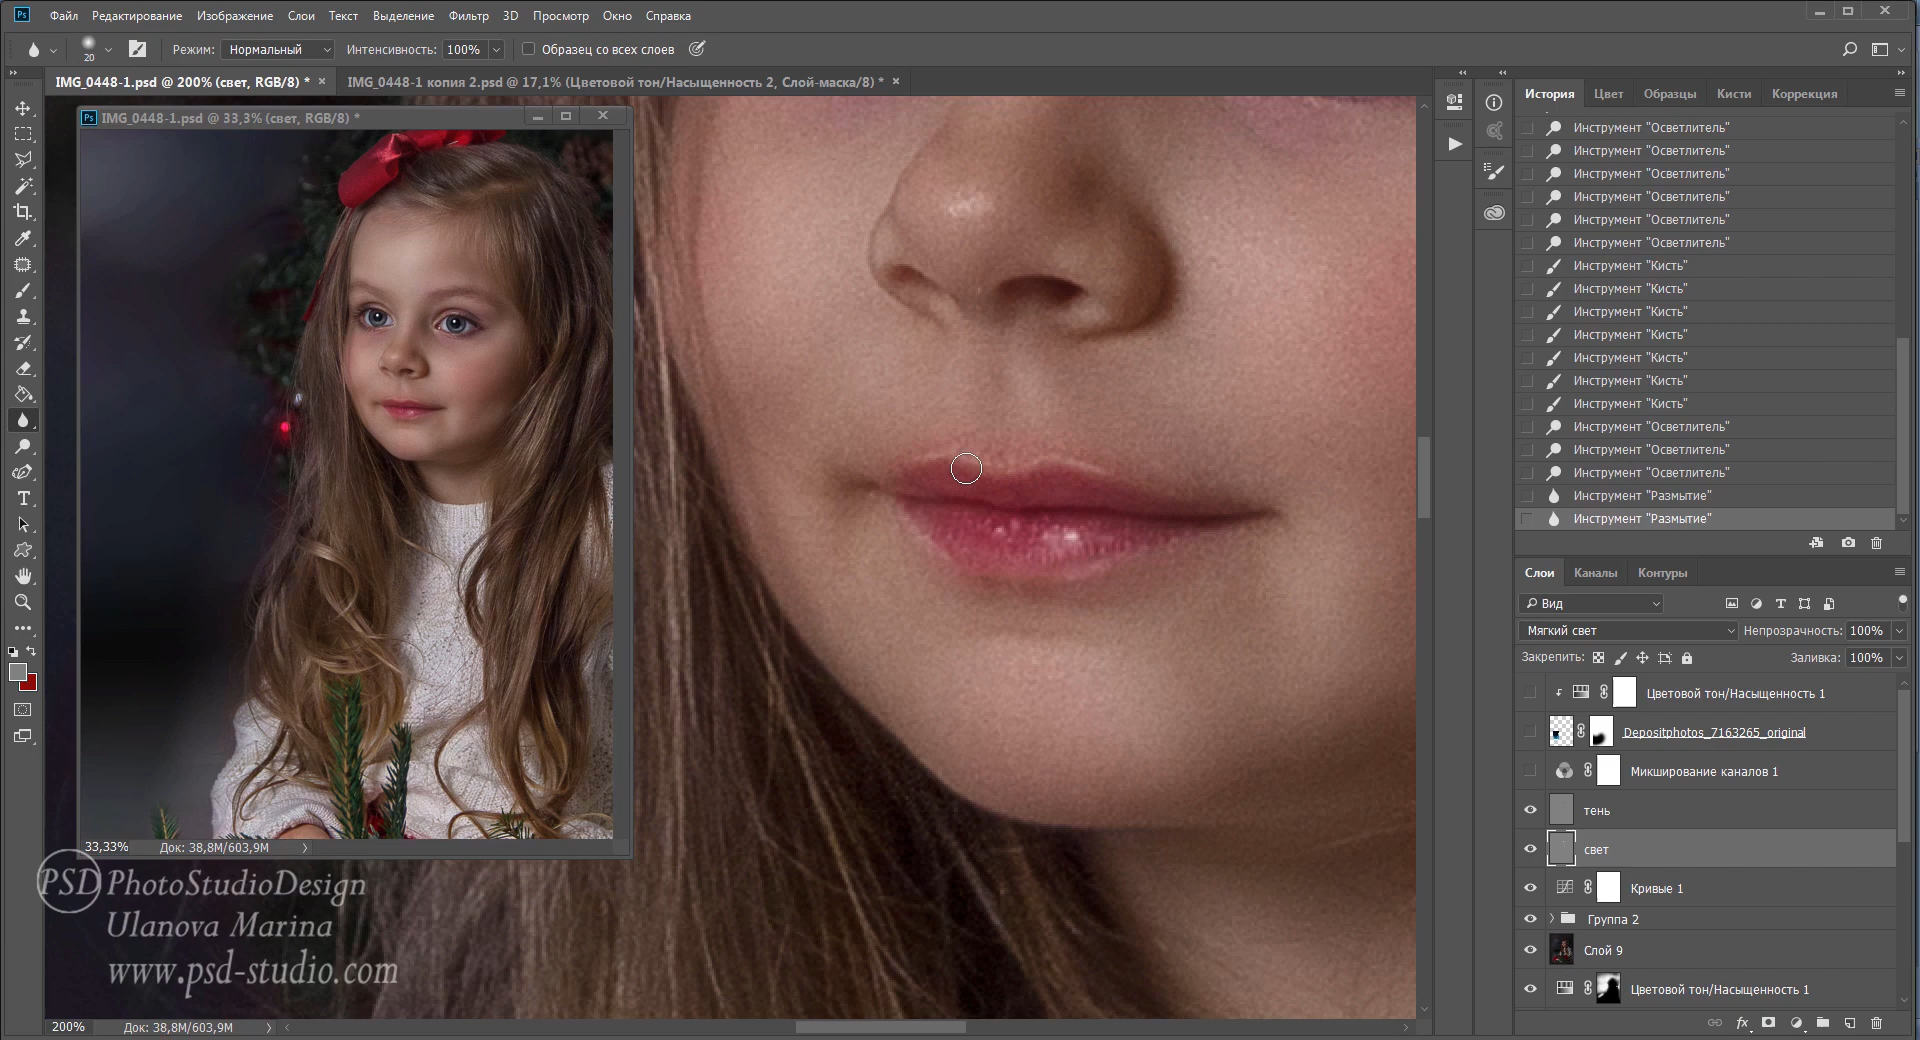 Ps Файл Редактирование Изображение Слои Текст Выделение Фильтр 3D Просмотр Окно Справка
20 Режим: Нормальный Интенсивность: 100% Образец со всех слоев
IMG_0448-1.psd @ 200% (свет, RGB/8) * × IMG_0448-1 копия 2.psd @ 17,1% (Цветовой тон/Насыщенность 2, Слой-маска/8) * ×
Ps IMG_0448-1.psd @ 33,3% (свет, RGB/8) *
33,33% Док: 38,8M/603,9M
PSD PhotoStudioDesign
Ulanova Marina
www.psd-studio.com
200% Док: 38,8M/603,9M
История Цвет Образцы Кисти Коррекция
Инструмент "Осветлитель"
Инструмент "Осветлитель"
Инструмент "Осветлитель"
Инструмент "Осветлитель"
Инструмент "Осветлитель"
Инструмент "Осветлитель"
Инструмент "Кисть"
Инструмент "Кисть"
Инструмент "Кисть"
Инструмент "Кисть"
Инструмент "Кисть"
Инструмент "Кисть"
Инструмент "Кисть"
Инструмент "Осветлитель"
Инструмент "Осветлитель"
Инструмент "Осветлитель"
Инструмент "Размытие"
Инструмент "Размытие"
Слои Каналы Контуры
Вид
Мягкий свет Непрозрачность: 100%
Закрепить: Заливка: 100%
Цветовой тон/Насыщенность 1
Depositphotos_7163265_original
Микширование каналов 1
тень
свет
Кривые 1
Группа 2
Слой 9
Цветовой тон/Насыщенность 1
fx